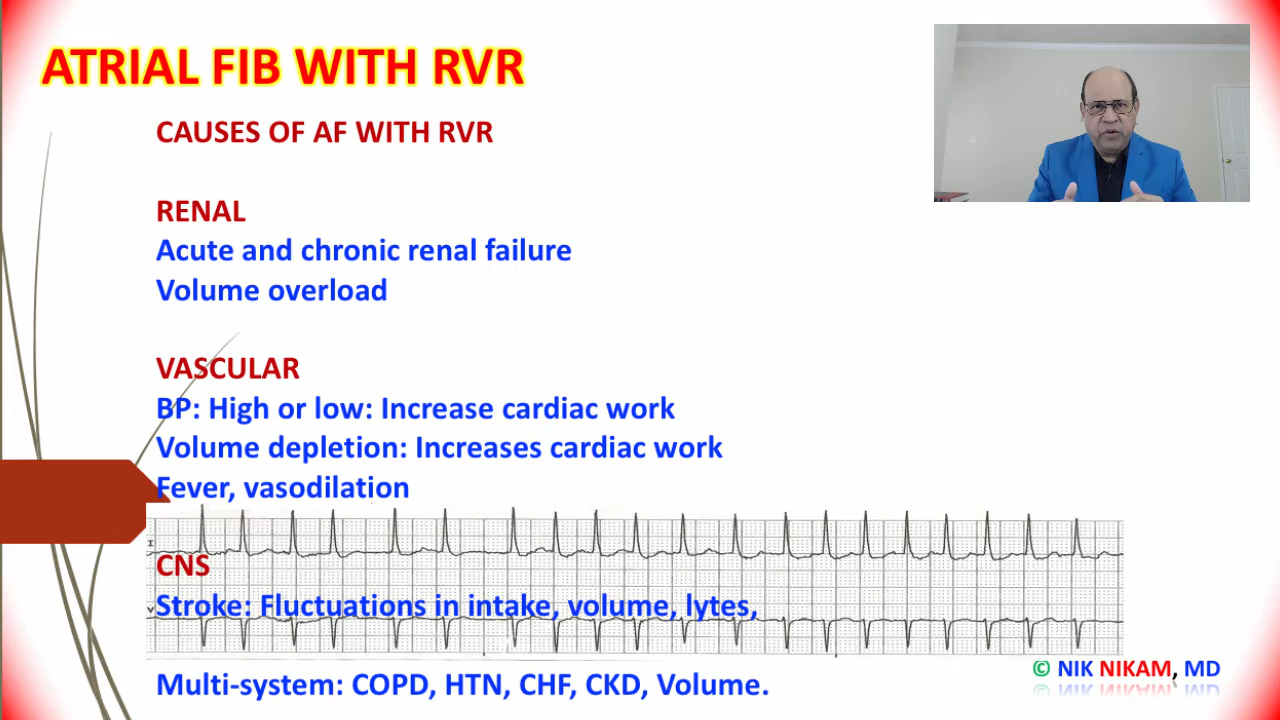 ATRIAL FIB WITH RVR
CAUSES OF AF WITH RVR
RENAL
Acute and chronic renal failure
Volume overload
VASCULAR
BP: High or low: Increase cardiac work
Volume depletion: Increases cardiac work
Fever, vasodilation
I
CNS
V
Stroke: Fluctuations in intake, volume, lytes,
Multi-system: COPD, HTN, CHF, CKD, Volume.
© NIK NIKAM, MD